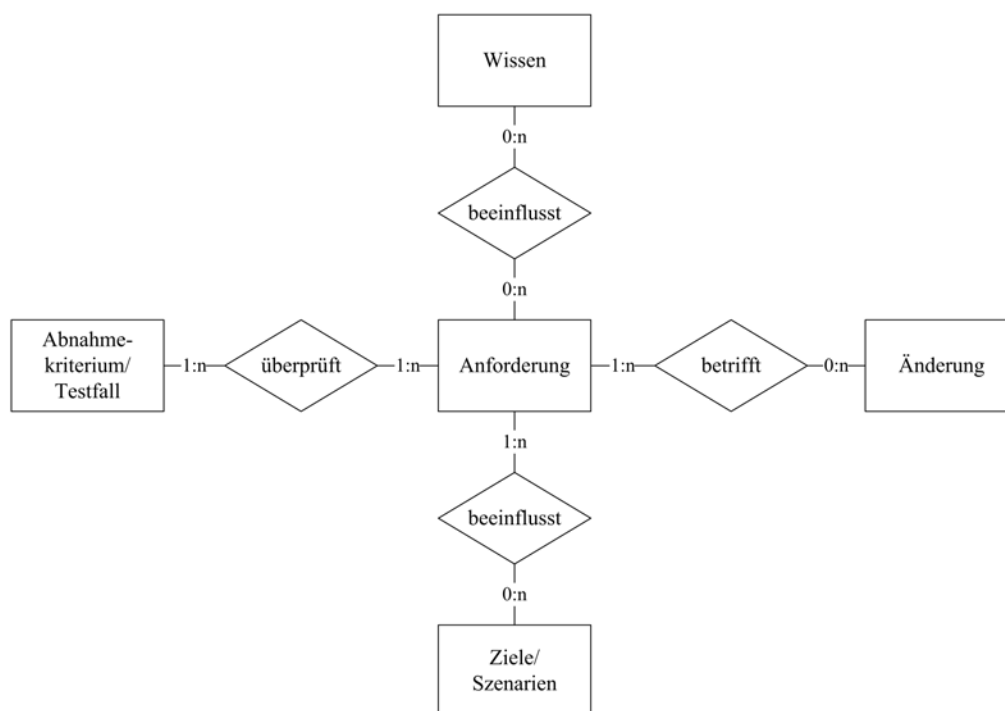 Wissen
0:n
beeinflusst
0:n
Abnahme-
kriterium/
Testfall
1:n
überprüft
1:n
Anforderung
1:n
betrifft
0:n
Änderung
1:n
beeinflusst
0:n
Ziele/
Szenarien